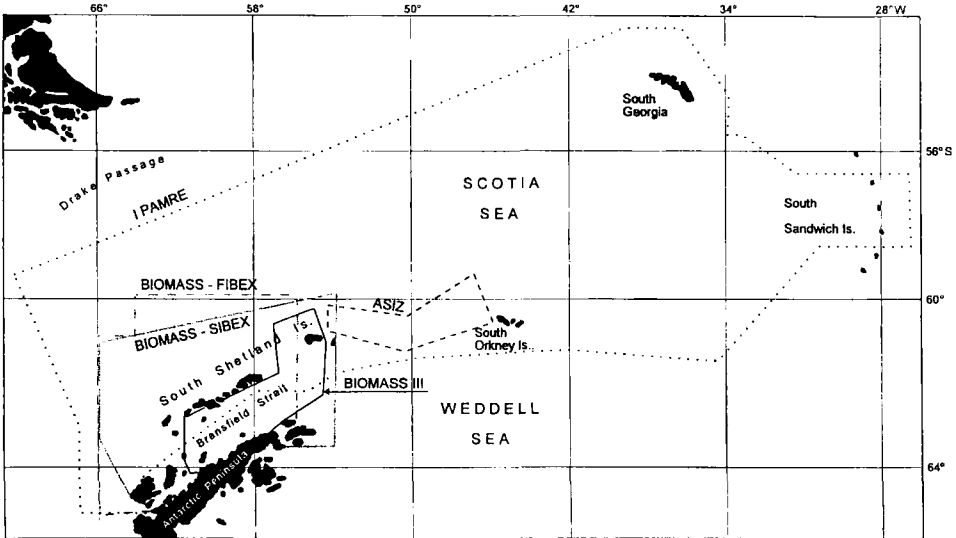 66° 58° 50° 42° 34° 28°W
South
Georgia
56°S
Drake Passage
I PAMRE
SCOTIA
SEA
South
Sandwich Is.
BIOMASS - FIBEX
60°
ASIZ
BIOMASS - SIBEX
South
Orkney Is.
South Shetland Is.
BIOMASS III
Bransfield Strait
WEDDELL
SEA
64°
Antarctic Peninsula